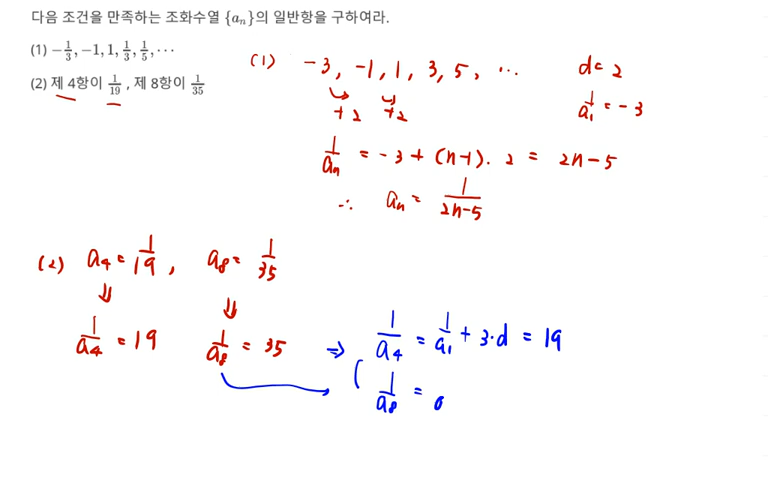 다음 조건을 만족하는 조화수열 {aₙ}의 일반항을 구하여라.
(1) -1/3, -1, 1, 1/3, 1/5, ⋯
(2) 제 4항이 1/19 , 제 8항이 1/35
(1) -3, -1, 1, 3, 5, ⋯ d = 2
+2 +2 1/a₁ = -3
1/aₙ = -3 + (n-1)·2 = 2n-5
∴ aₙ = 1/(2n-5)
(2) a₄ = 1/19, a₈ = 1/35
⇓ ⇓
1/a₄ = 19 1/a₈ = 35 ⇒ 1/a₄ = 1/a₁ + 3·d = 19
1/a₈ =